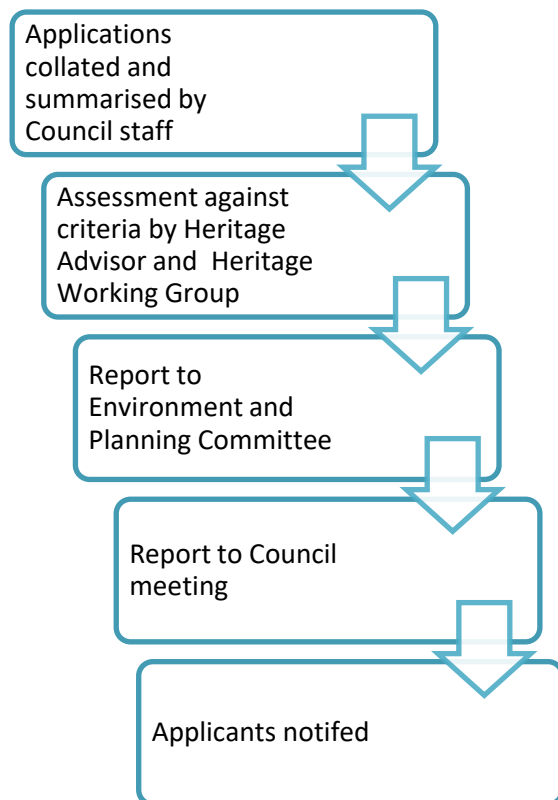 Applications
collated and
summarised by
Council staff
Assessment against
criteria by Heritage
Advisor and  Heritage
Working Group
Report to
Environment and
Planning Committee
Report to Council
meeting
Applicants notifed